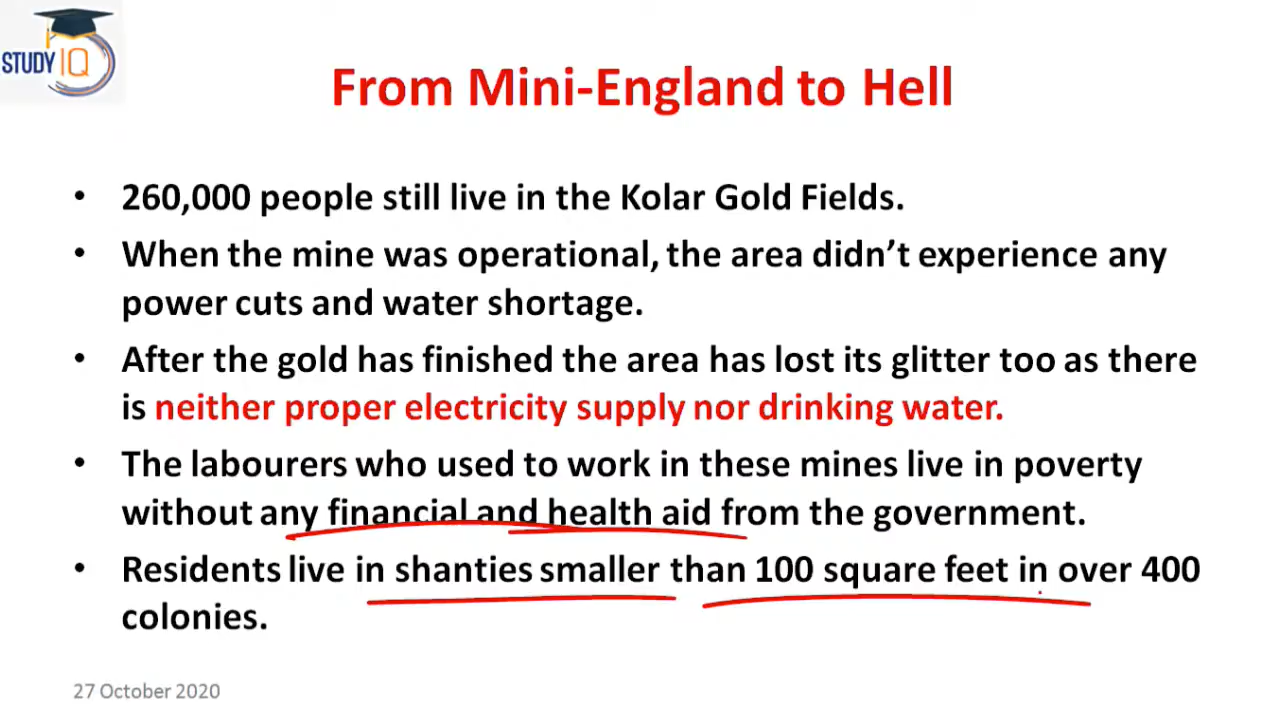 STUDY IQ
From Mini-England to Hell
• 260,000 people still live in the Kolar Gold Fields.
• When the mine was operational, the area didn’t experience any
power cuts and water shortage.
• After the gold has finished the area has lost its glitter too as there
is neither proper electricity supply nor drinking water.
• The labourers who used to work in these mines live in poverty
without any financial and health aid from the government.
• Residents live in shanties smaller than 100 square feet in over 400
colonies.
27 October 2020